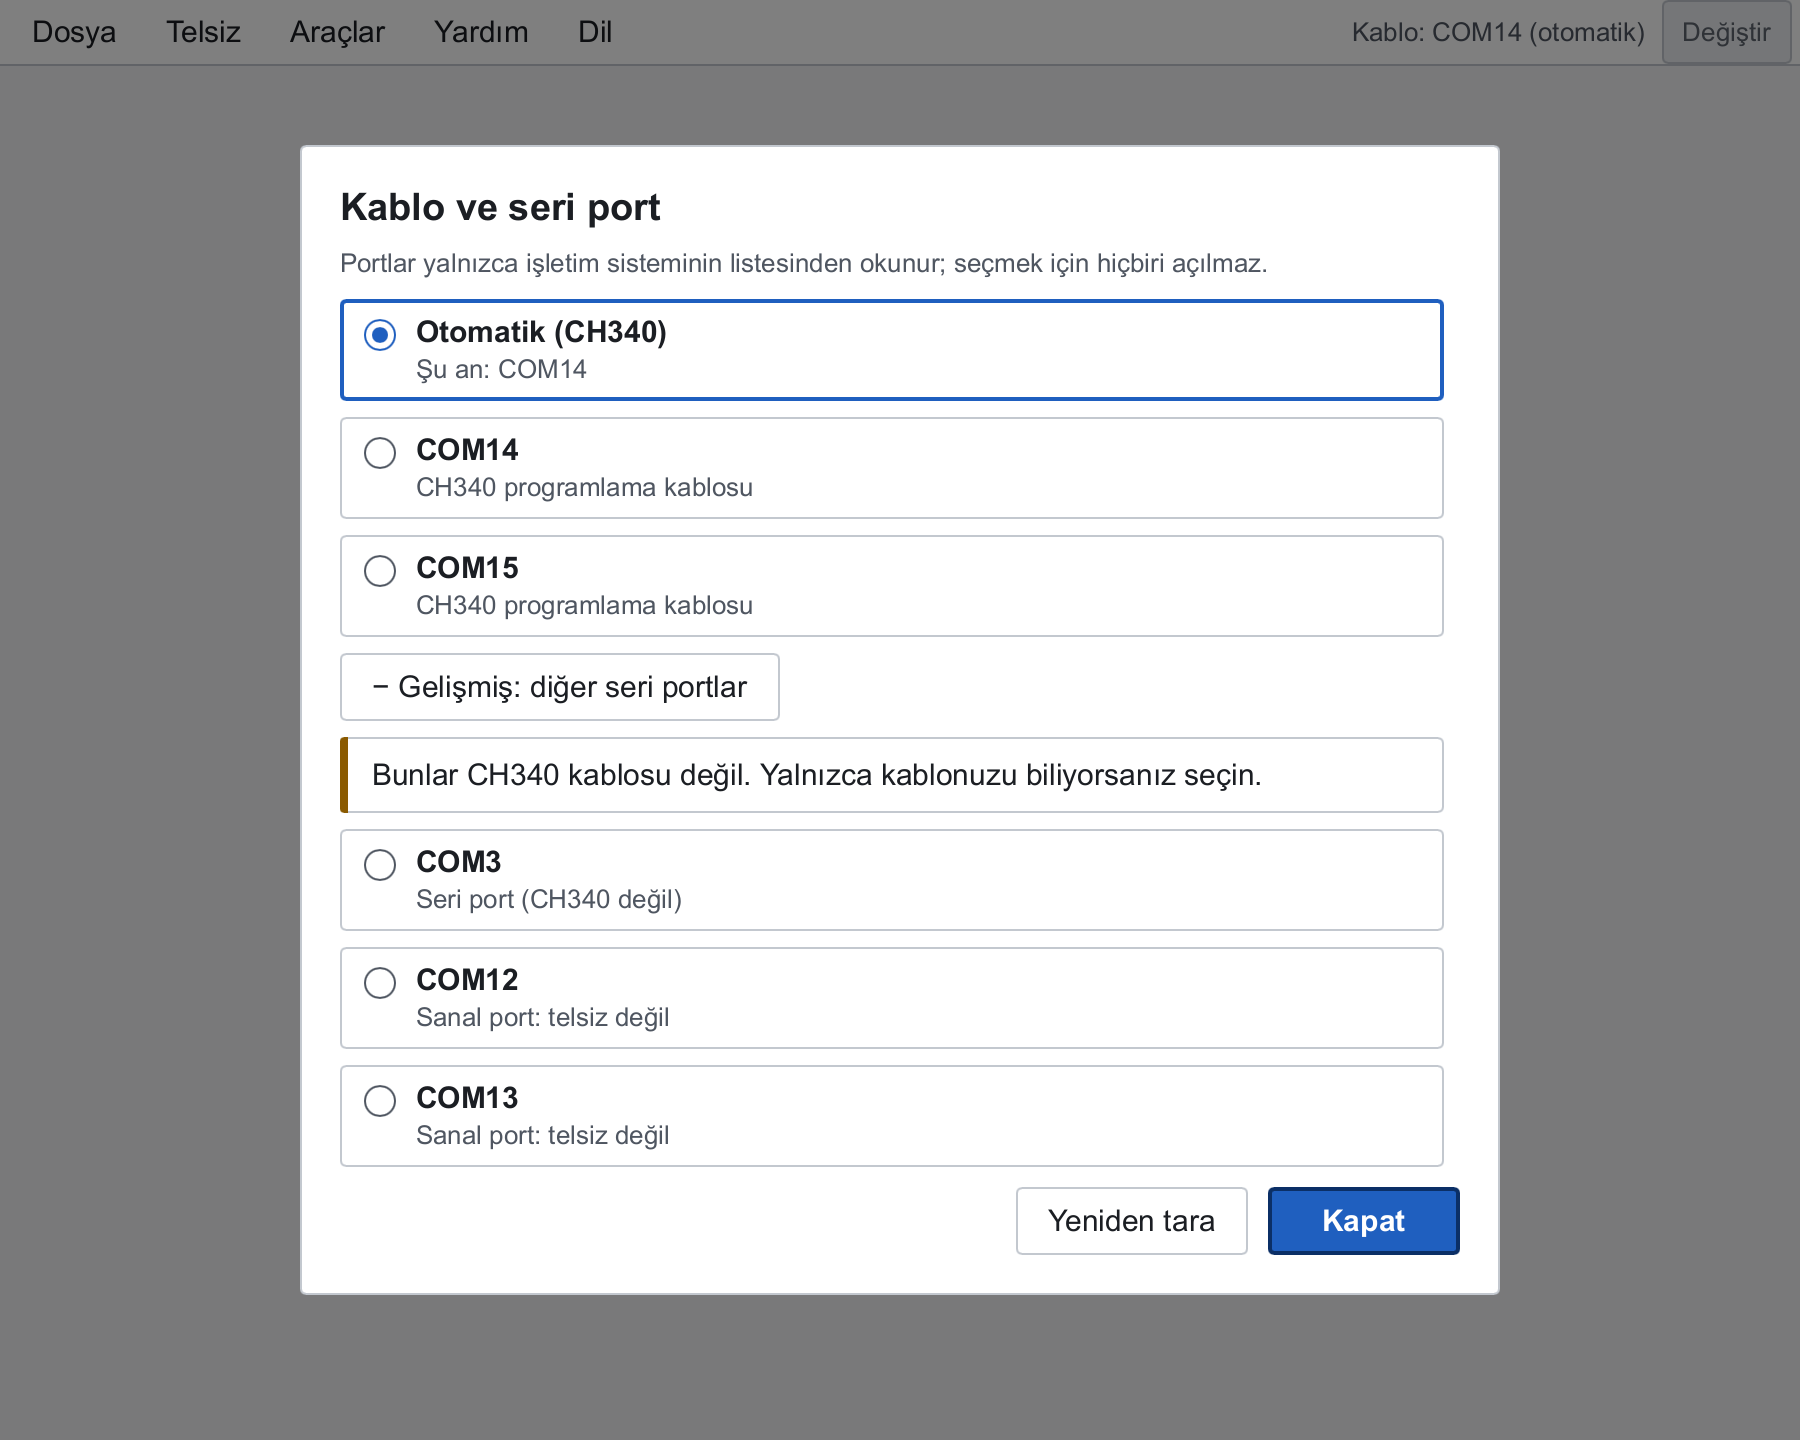 Dosya Telsiz Araçlar Yardım Dil Kablo: COM14 (otomatik) Değiştir
Kablo ve seri port
Portlar yalnızca işletim sisteminin listesinden okunur; seçmek için hiçbiri açılmaz.
Otomatik (CH340)
Şu an: COM14
COM14
CH340 programlama kablosu
COM15
CH340 programlama kablosu
− Gelişmiş: diğer seri portlar
Bunlar CH340 kablosu değil. Yalnızca kablonuzu biliyorsanız seçin.
COM3
Seri port (CH340 değil)
COM12
Sanal port: telsiz değil
COM13
Sanal port: telsiz değil
Yeniden tara Kapat